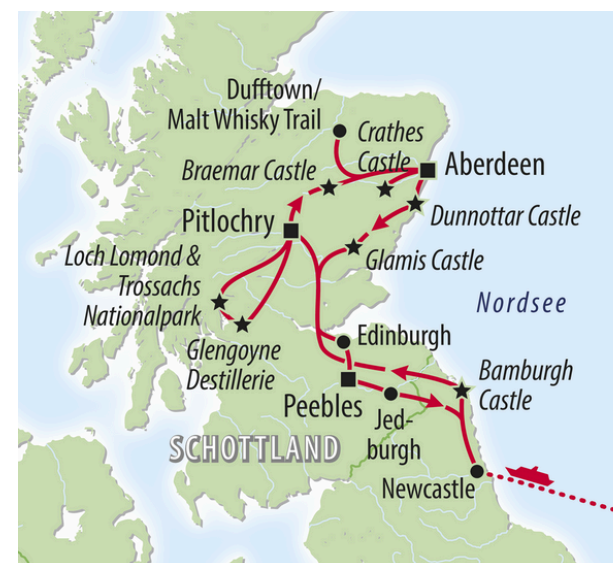 Dufftown/
Malt Whisky Trail
Crathes
Castle
Braemar Castle
Aberdeen
Pitlochry
Dunnottar Castle
Glamis Castle
Loch Lomond &
Trossachs
Nationalpark
Nordsee
Glengoyne
Destillerie
Edinburgh
Bamburgh
Castle
Peebles
Jed-
burgh
SCHOTTLAND
Newcastle